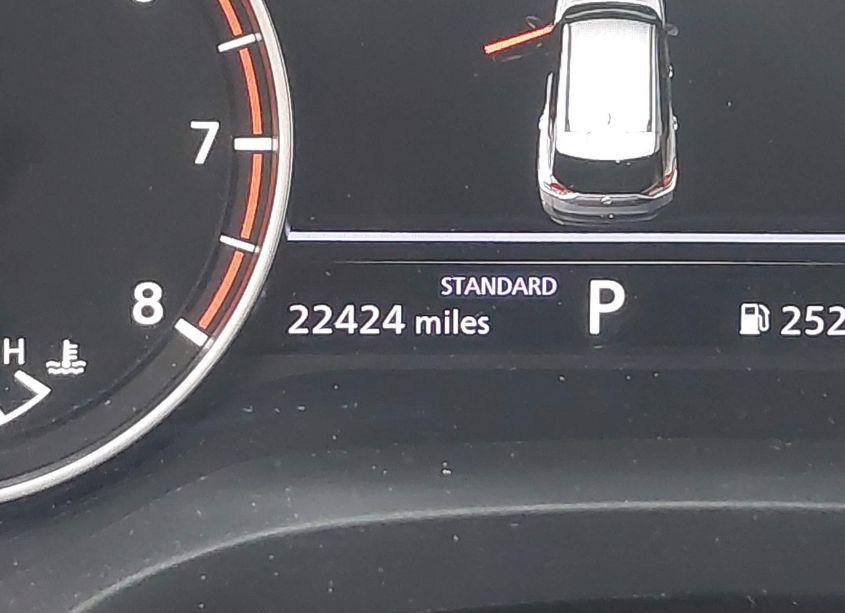 7
STANDARD
8 22424 miles P 252
H